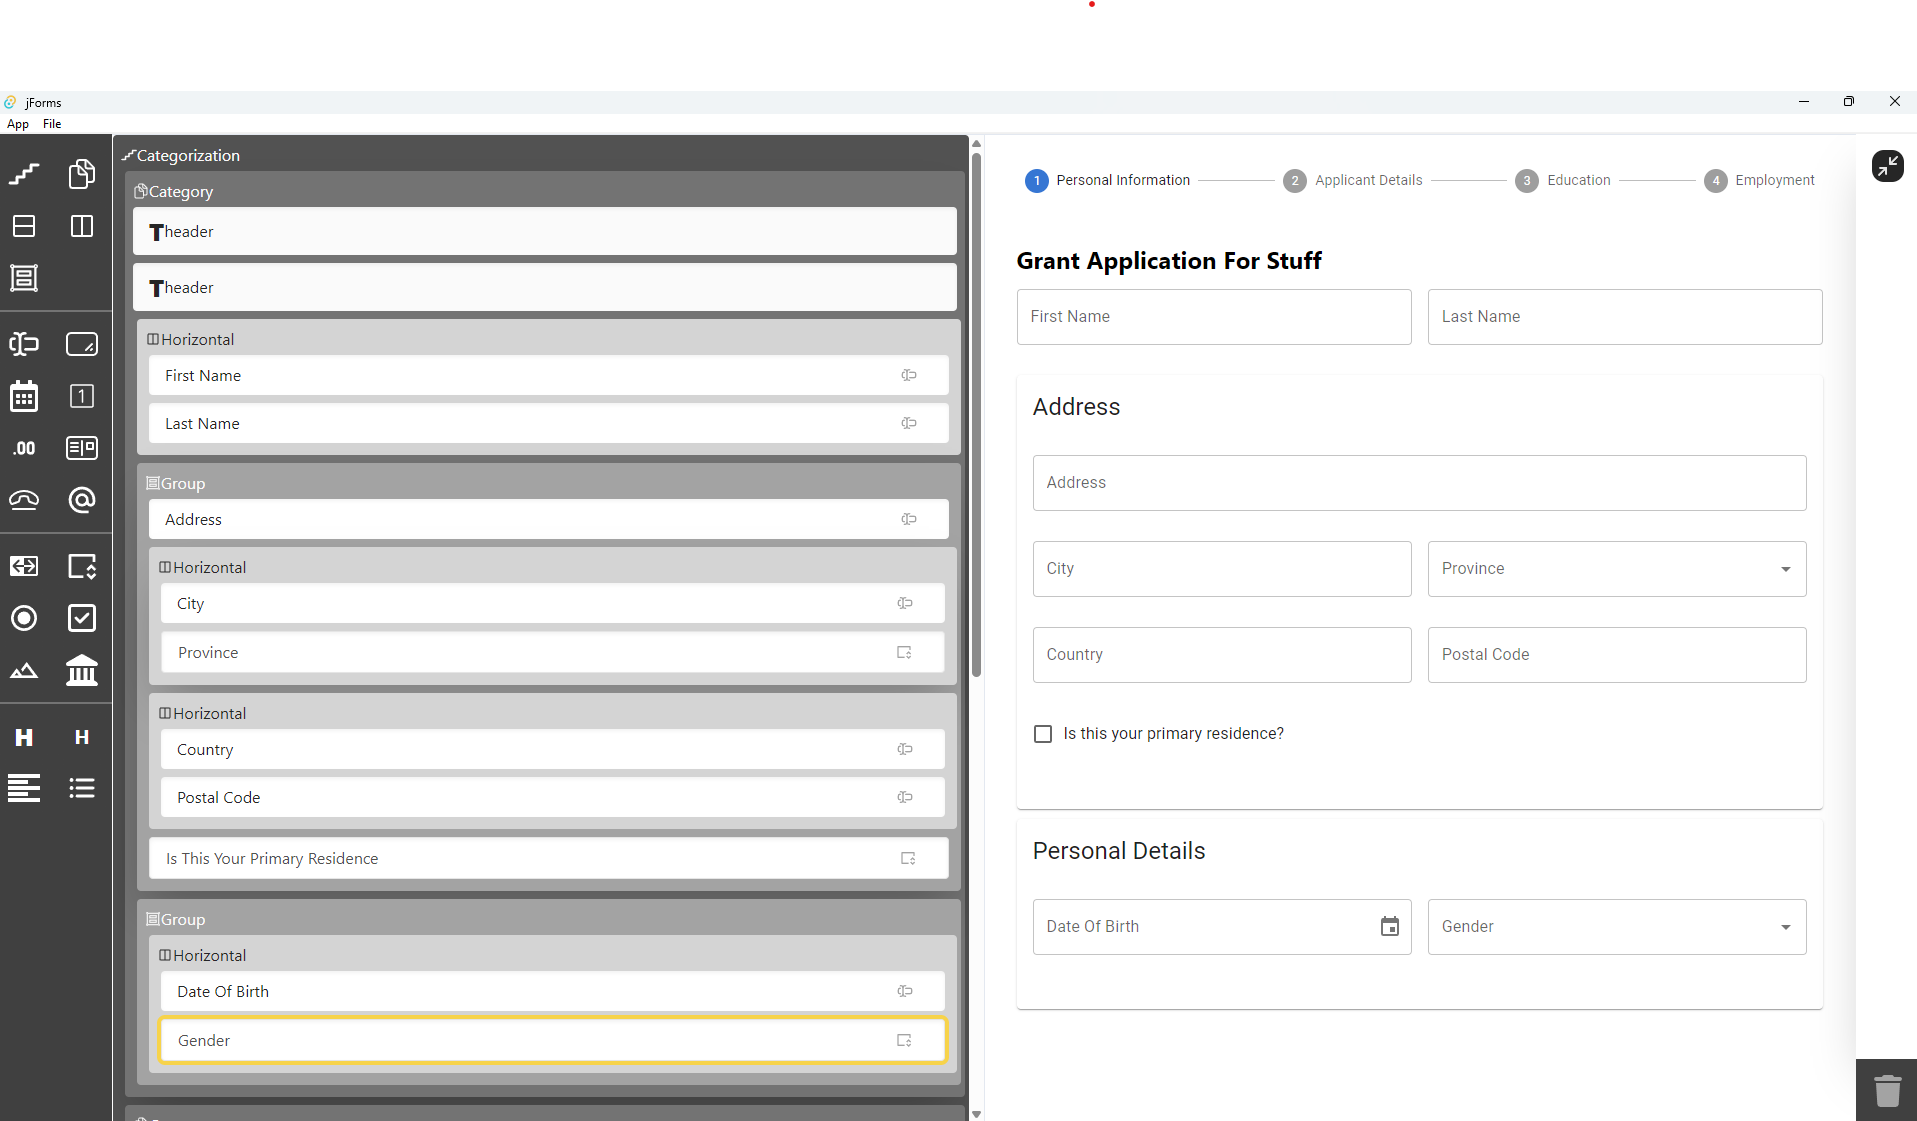 jForms
App File
1
.00
H H
Categorization
Category
header
header
Horizontal
First Name
Last Name
Group
Address
Horizontal
City
Province
Horizontal
Country
Postal Code
Is This Your Primary Residence
Group
Horizontal
Date Of Birth
Gender
1 Personal Information 2 Applicant Details 3 Education 4 Employment
Grant Application For Stuff
First Name Last Name
Address
Address
City Province
Country Postal Code
Is this your primary residence?
Personal Details
Date Of Birth Gender